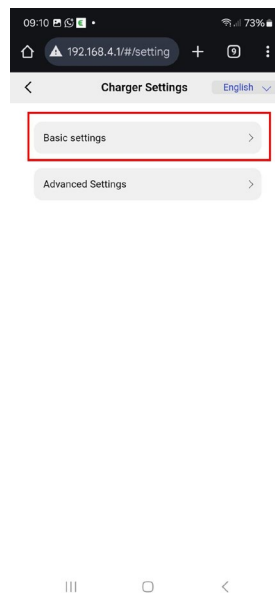 09:10
73%
192.168.4.1/#/setting
9
Charger Settings
English
Basic settings
Advanced Settings